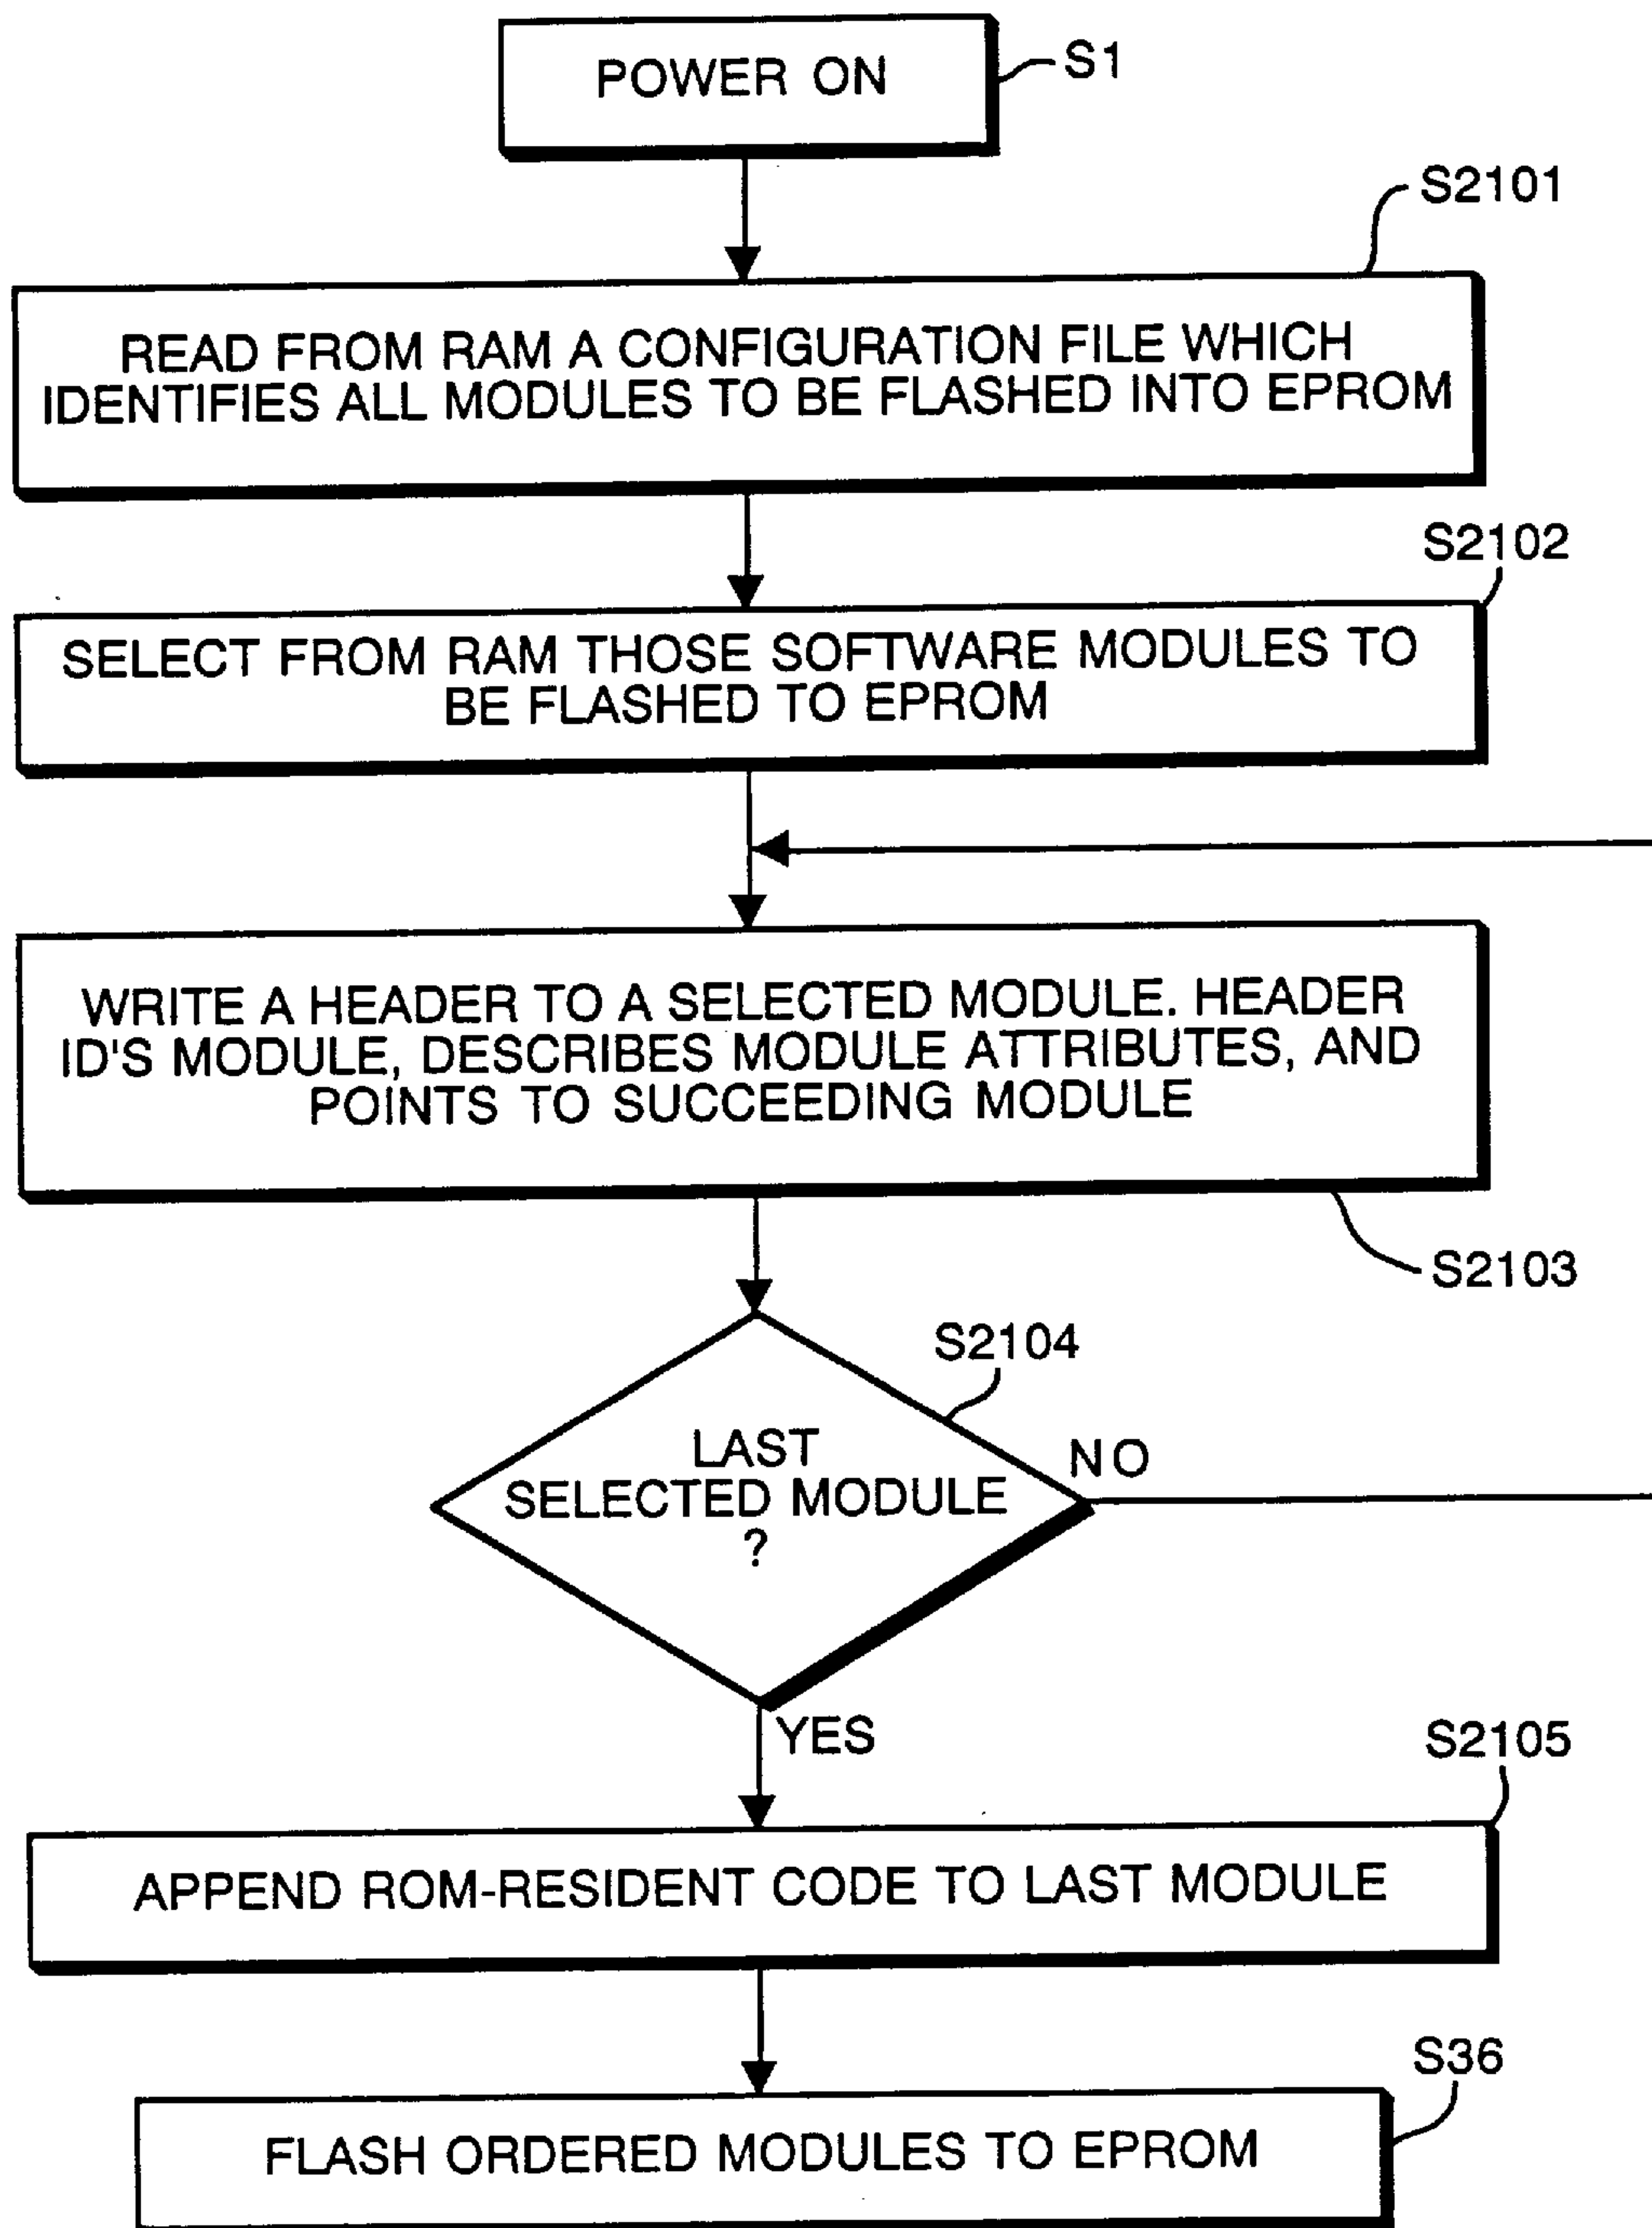 POWER ON
S1
S2101
READ FROM RAM A CONFIGURATION FILE WHICH
IDENTIFIES ALL MODULES TO BE FLASHED INTO EPROM
S2102
SELECT FROM RAM THOSE SOFTWARE MODULES TO
BE FLASHED TO EPROM
WRITE A HEADER TO A SELECTED MODULE. HEADER
ID'S MODULE, DESCRIBES MODULE ATTRIBUTES, AND
POINTS TO SUCCEEDING MODULE
S2103
S2104
LAST
SELECTED MODULE
?
NO
YES
S2105
APPEND ROM-RESIDENT CODE TO LAST MODULE
S36
FLASH ORDERED MODULES TO EPROM